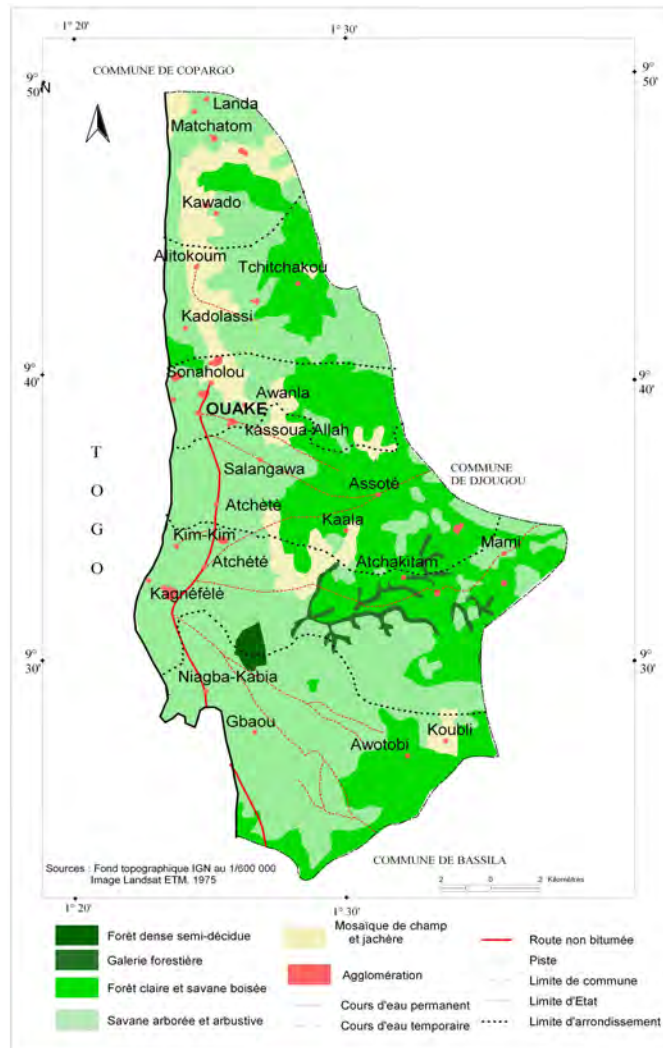 1° 20'
1° 30'
COMMUNE DE COPARGO
9°
50'
N
9°
50'
Landa
Matchatom
Kawado
Alitokoum
Tchitchakou
Kadolassi
Sonaholou
9°
40'
9°
40'
Awanla
OUAKE
kassoua-Allah
TOGO
Salangawa
COMMUNE
DE DJOUGOU
Assoté
Atchèté
Kaala
Kim-Kim
Mami
Atchété
Atchakitam
Kagnéfèlè
9°
30'
9°
30'
Niagba-Kabia
Gbaou
Koubli
Awotobi
COMMUNE DE BASSILA
Sources : Fond topographique IGN au 1/600 000
Image Landsat ETM. 1975
2 0 2 Kilomètres
1° 20'
1° 30'
Forêt dense semi-décidue
Galerie forestière
Forêt claire et savane boisée
Savane arborée et arbustive
Mosaïque de champ
et jachère
Agglomération
Cours d'eau permanent
Cours d'eau temporaire
Route non bitumée
Piste
Limite de commune
Limite d'Etat
Limite d'arrondissement